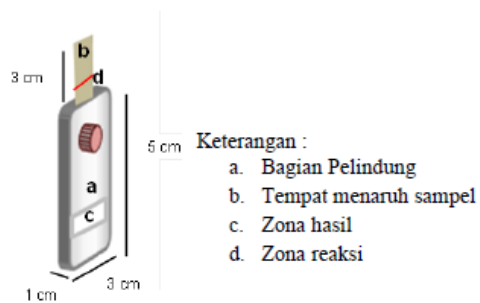 b
3 cm
d
5 cm
a
c
3 cm
1 cm
Keterangan :
a. Bagian Pelindung
b. Tempat menaruh sampel
c. Zona hasil
d. Zona reaksi